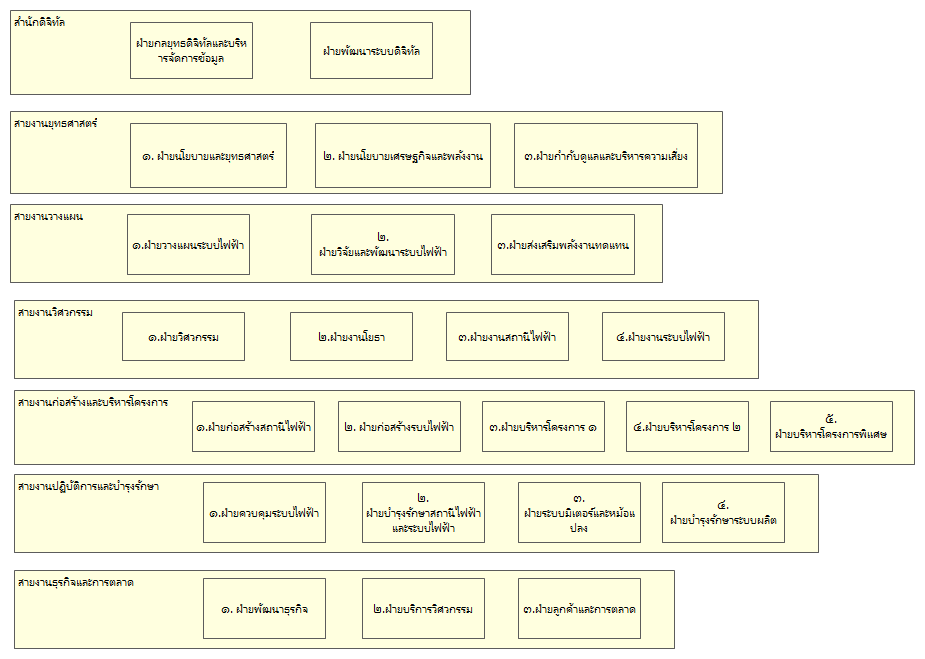 สำนักดิจิทัล
ฝ่ายกลยุทธดิจิทัลและบริห
ารจัดการข้อมูล
ฝ่ายพัฒนาระบบดิจิทัล
สายงานยุทธศาสตร์
๑. ฝ่ายนโยบายและยุทธศาสตร์
๒. ฝ่ายนโยบายเศรษฐกิจและพลังงาน
๓.ฝ่ายกำกับดูแลและบริหารความเสี่ยง
สายงานวางแผน
๑.ฝ่ายวางแผนระบบไฟฟ้า
๒.
ฝ่ายวิจัยและพัฒนาระบบไฟฟ้า
๓.ฝ่ายส่งเสริมพลังงานทดแทน
สายงานวิศวกรรม
๑.ฝ่ายวิศวกรรม
๒.ฝ่ายงานโยธา
๓.ฝ่ายงานสถานีไฟฟ้า
๔.ฝ่ายงานระบบไฟฟ้า
สายงานก่อสร้างและบริหารโครงการ
๑.ฝ่ายก่อสร้างสถานีไฟฟ้า
๒. ฝ่ายก่อสร้างรบบไฟฟ้า
๓.ฝ่ายบริหารโครงการ ๑
๔.ฝ่ายบริหารโครงการ ๒
๕.
ฝ่ายบริหารโครงการพิเศษ
สายงานปฏิบัติการและบำรุงรักษา
๑.ฝ่ายควบคุมระบบไฟฟ้า
๒.
ฝ่ายบำรุงรักษาสถานีไฟฟ้า
และระบบไฟฟ้า
๓.
ฝ่ายระบบมิเตอร์และหม้อแ
ปลง
๔.
ฝ่ายบำรุงรักษาระบบผลิต
สายงานธุรกิจและการตลาด
๑. ฝ่ายพัฒนาธุรกิจ
๒.ฝ่ายบริการวิศวกรรม
๓.ฝ่ายลูกค้าและการตลาด